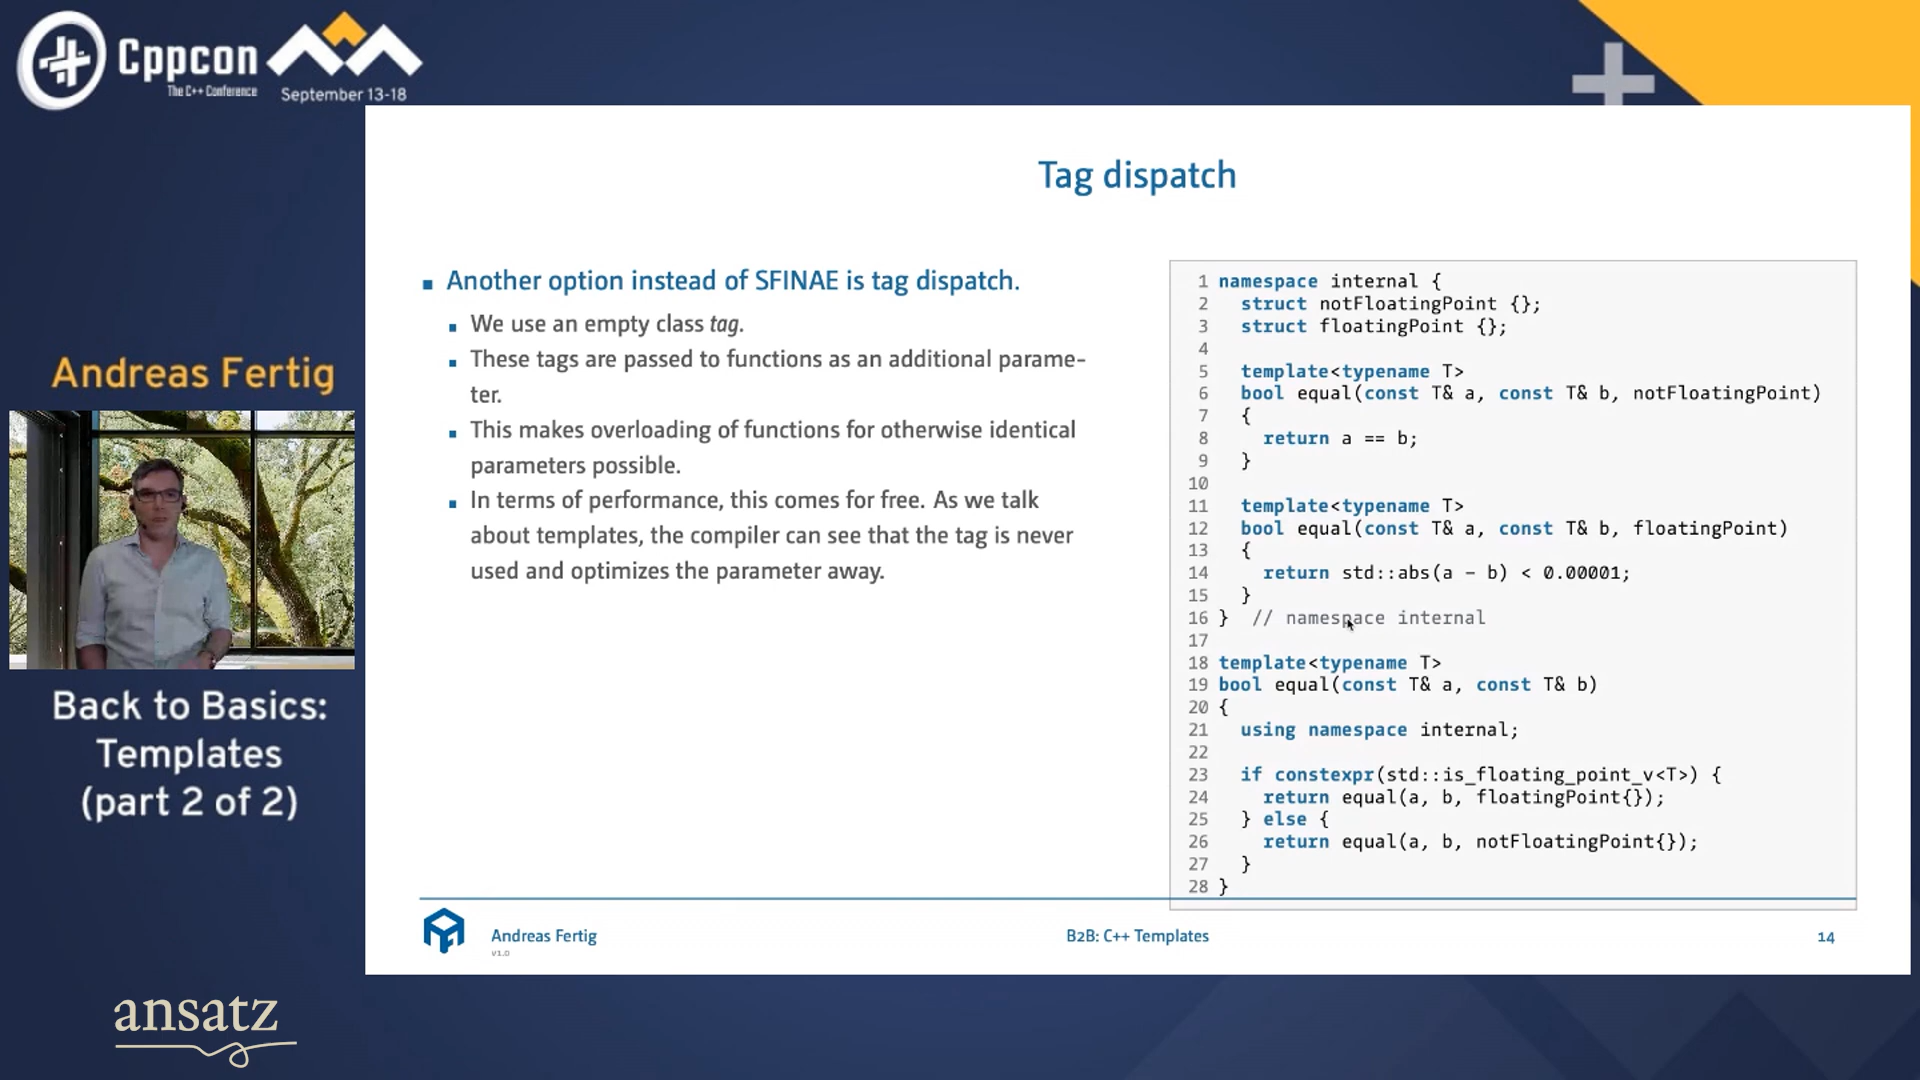 Cppcon
The C++ Conference
September 13-18
Andreas Fertig
Back to Basics:
Templates
(part 2 of 2)
ansatz
Tag dispatch
▪ Another option instead of SFINAE is tag dispatch.
▪ We use an empty class tag.
▪ These tags are passed to functions as an additional parame-
ter.
▪ This makes overloading of functions for otherwise identical
parameters possible.
▪ In terms of performance, this comes for free. As we talk
about templates, the compiler can see that the tag is never
used and optimizes the parameter away.
1 namespace internal {
2   struct notFloatingPoint {};
3   struct floatingPoint {};
4
5   template<typename T>
6   bool equal(const T& a, const T& b, notFloatingPoint)
7   {
8     return a == b;
9   }
10
11   template<typename T>
12   bool equal(const T& a, const T& b, floatingPoint)
13   {
14     return std::abs(a - b) < 0.00001;
15   }
16 }  // namespace internal
17
18 template<typename T>
19 bool equal(const T& a, const T& b)
20 {
21   using namespace internal;
22
23   if constexpr(std::is_floating_point_v<T>) {
24     return equal(a, b, floatingPoint{});
25   } else {
26     return equal(a, b, notFloatingPoint{});
27   }
28 }
Andreas Fertig
v1.0
B2B: C++ Templates
14